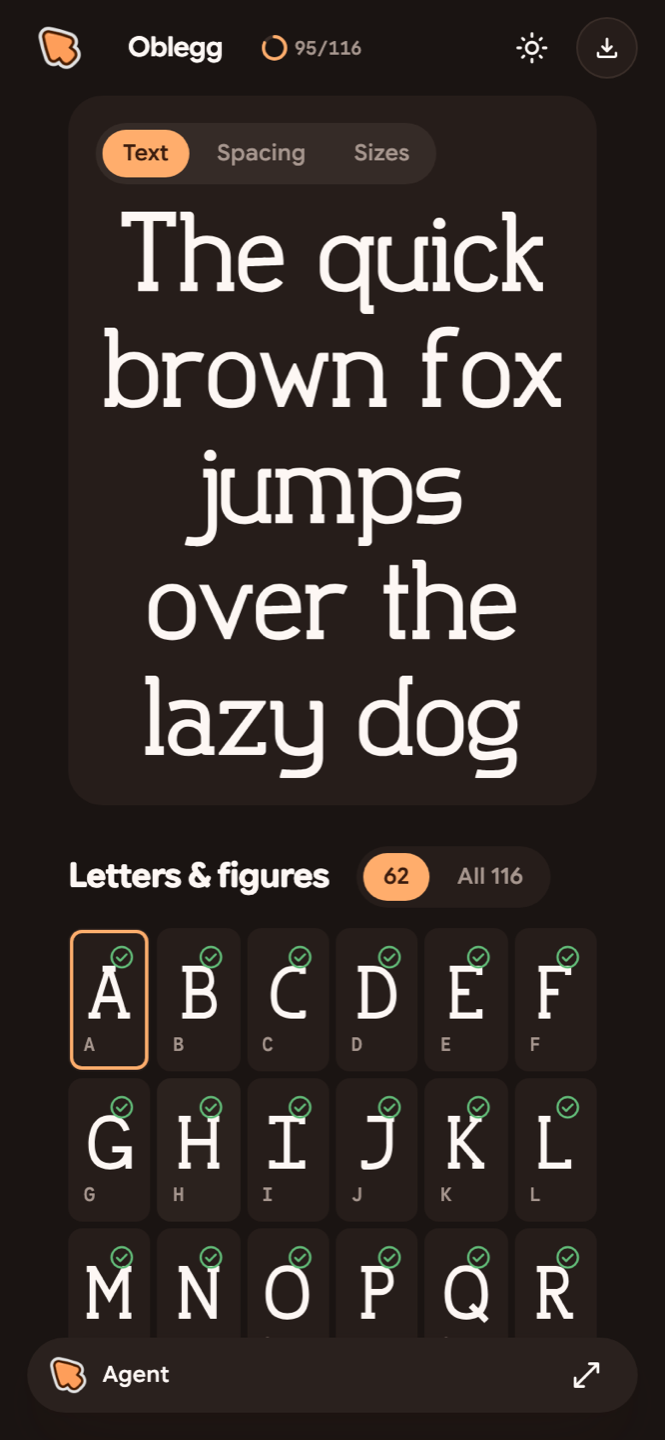 Oblegg 95/116
Text Spacing Sizes
The quick
brown fox
jumps
over the
lazy dog
Letters & figures 62 All 116
A B C D E F
A B C D E F
G H I J K L
G H I J K L
M N O P Q R
Agent